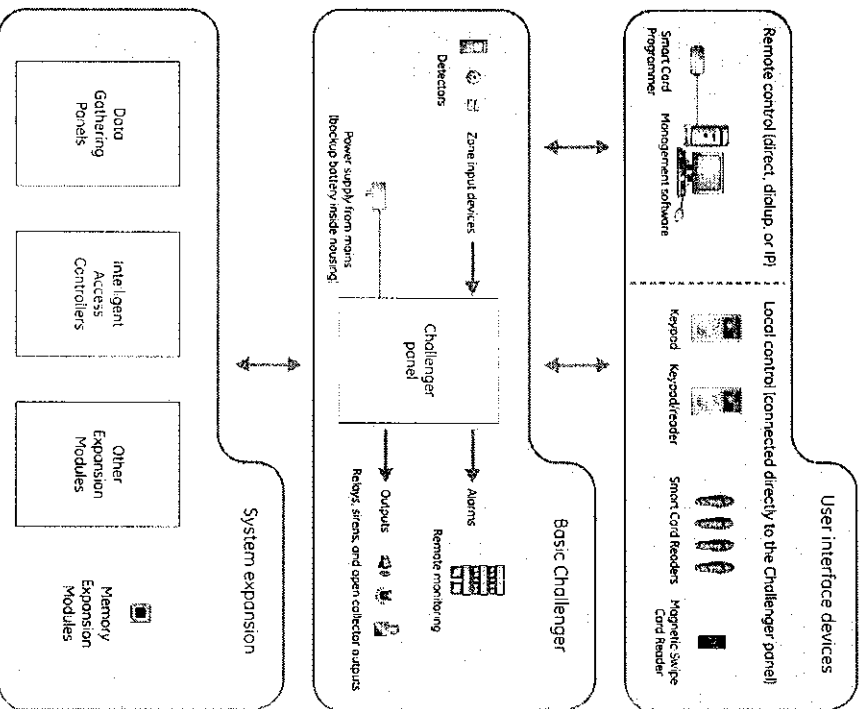 User interface devices
Remote control (direct, dialup, or IP)
Local control (connected directly to the Challenger panel)
Smart Card
Programmer
Management software
Keypad
Keypad/reader
Smart Card Readers
Magnetic Swipe
Card Reader
Basic Challenger
Detectors
Zone input devices
Power supply from mains
(backup battery inside housing)
Challenger
panel
Alarms
Remote monitoring
Outputs
Relays, sirens, and open collector outputs
System expansion
Data
Gathering
Panels
Intelligent
Access
Controllers
Other
Expansion
Modules
Memory
Expansion
Modules